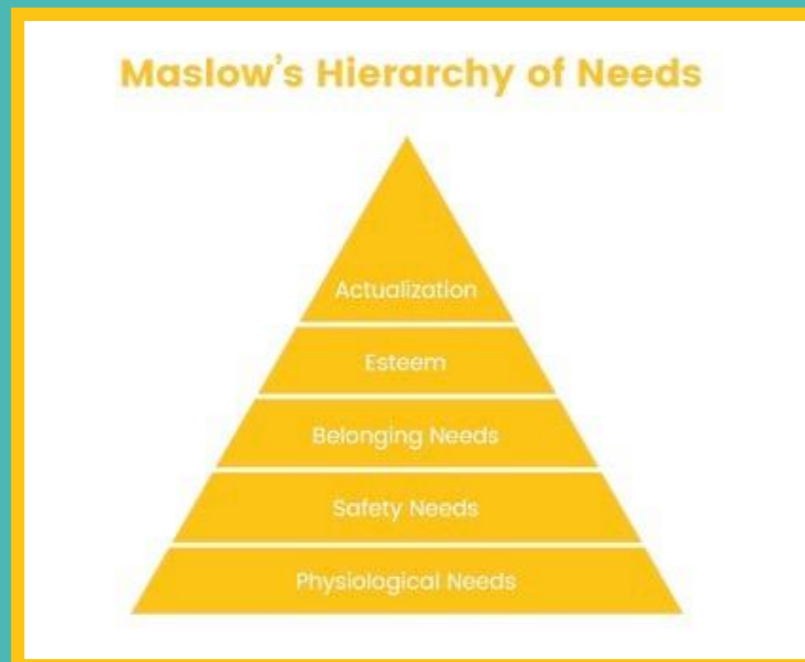 Maslow's Hierarchy of Needs
Actualization
Esteem
Belonging Needs
Safety Needs
Physiological Needs